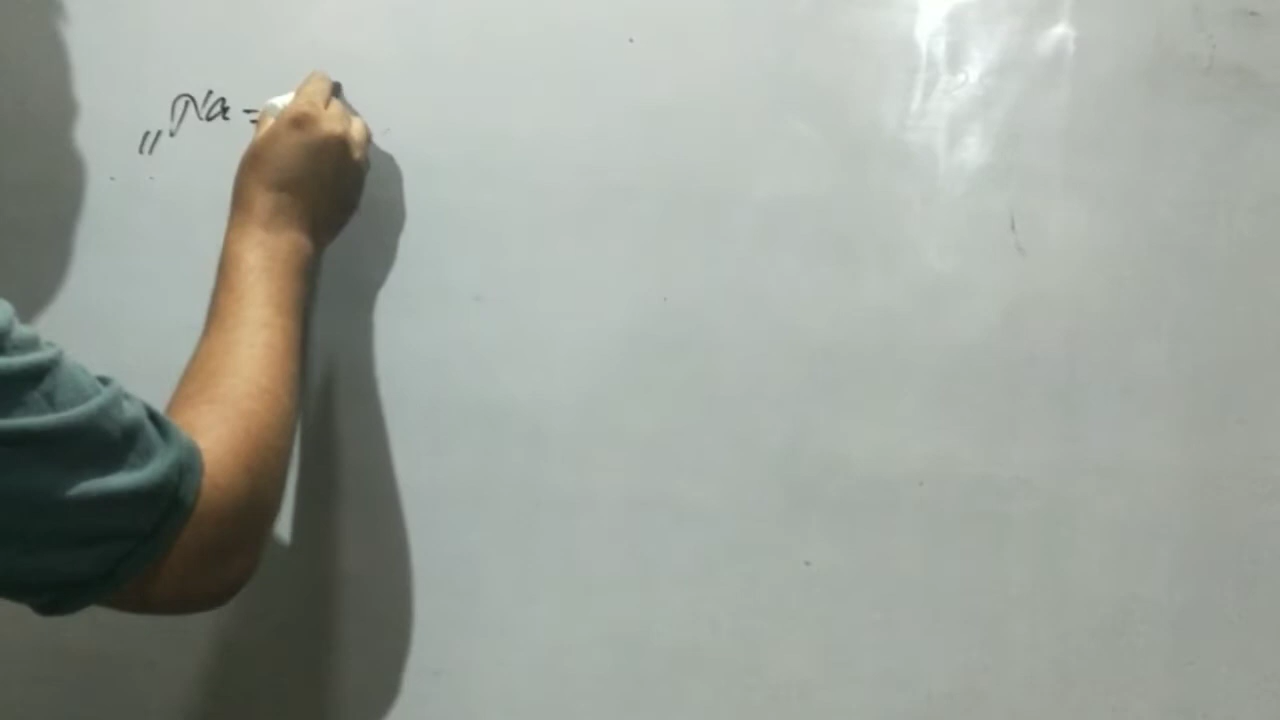 ₁₁Na =